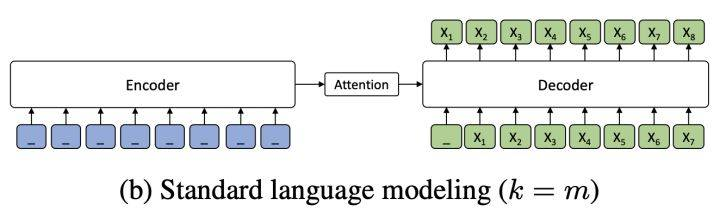 X₁ X₂ X₃ X₄ X₅ X₆ X₇ X₈
Encoder Attention Decoder
_ _ _ _ _ _ _ _ _ X₁ X₂ X₃ X₄ X₅ X₆ X₇
(b) Standard language modeling (k = m)